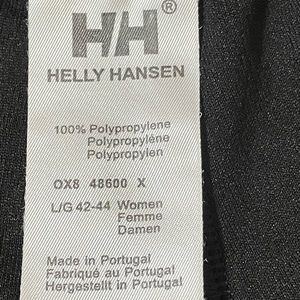 HH®
HELLY HANSEN
100% Polypropylene
Polypropylène
Polypropylen
OX8 48600 X
L/G 42-44 Women
Femme
Damen
Made in Portugal
Fabriqué au Portugal
Hergestellt in Portugal